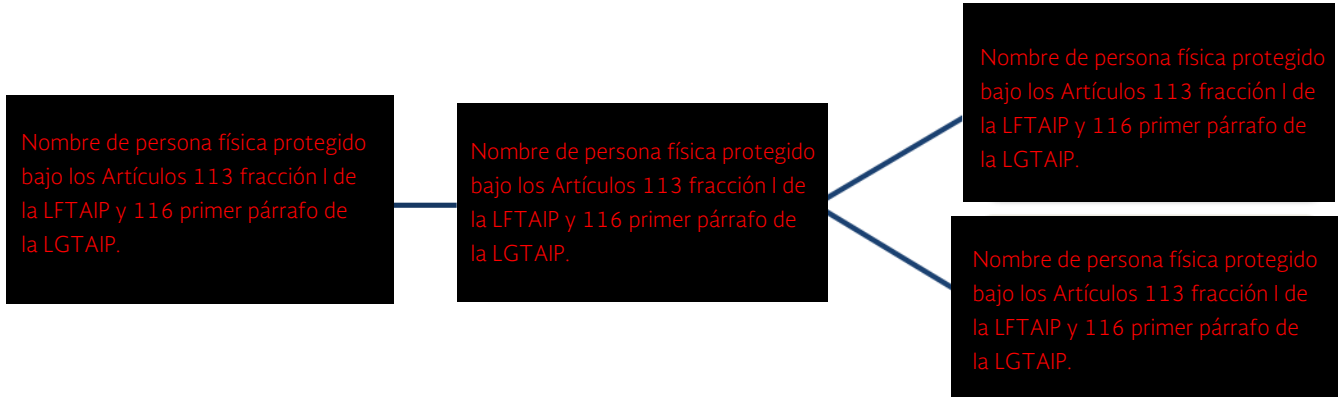 Nombre de persona física protegido
bajo los Artículos 113 fracción I de
la LFTAIP y 116 primer párrafo de
la LGTAIP.
Nombre de persona física protegido
bajo los Artículos 113 fracción I de
la LFTAIP y 116 primer párrafo de
la LGTAIP.
Nombre de persona física protegido
bajo los Artículos 113 fracción I de
la LFTAIP y 116 primer párrafo de
la LGTAIP.
Nombre de persona física protegido
bajo los Artículos 113 fracción I de
la LFTAIP y 116 primer párrafo de
la LGTAIP.